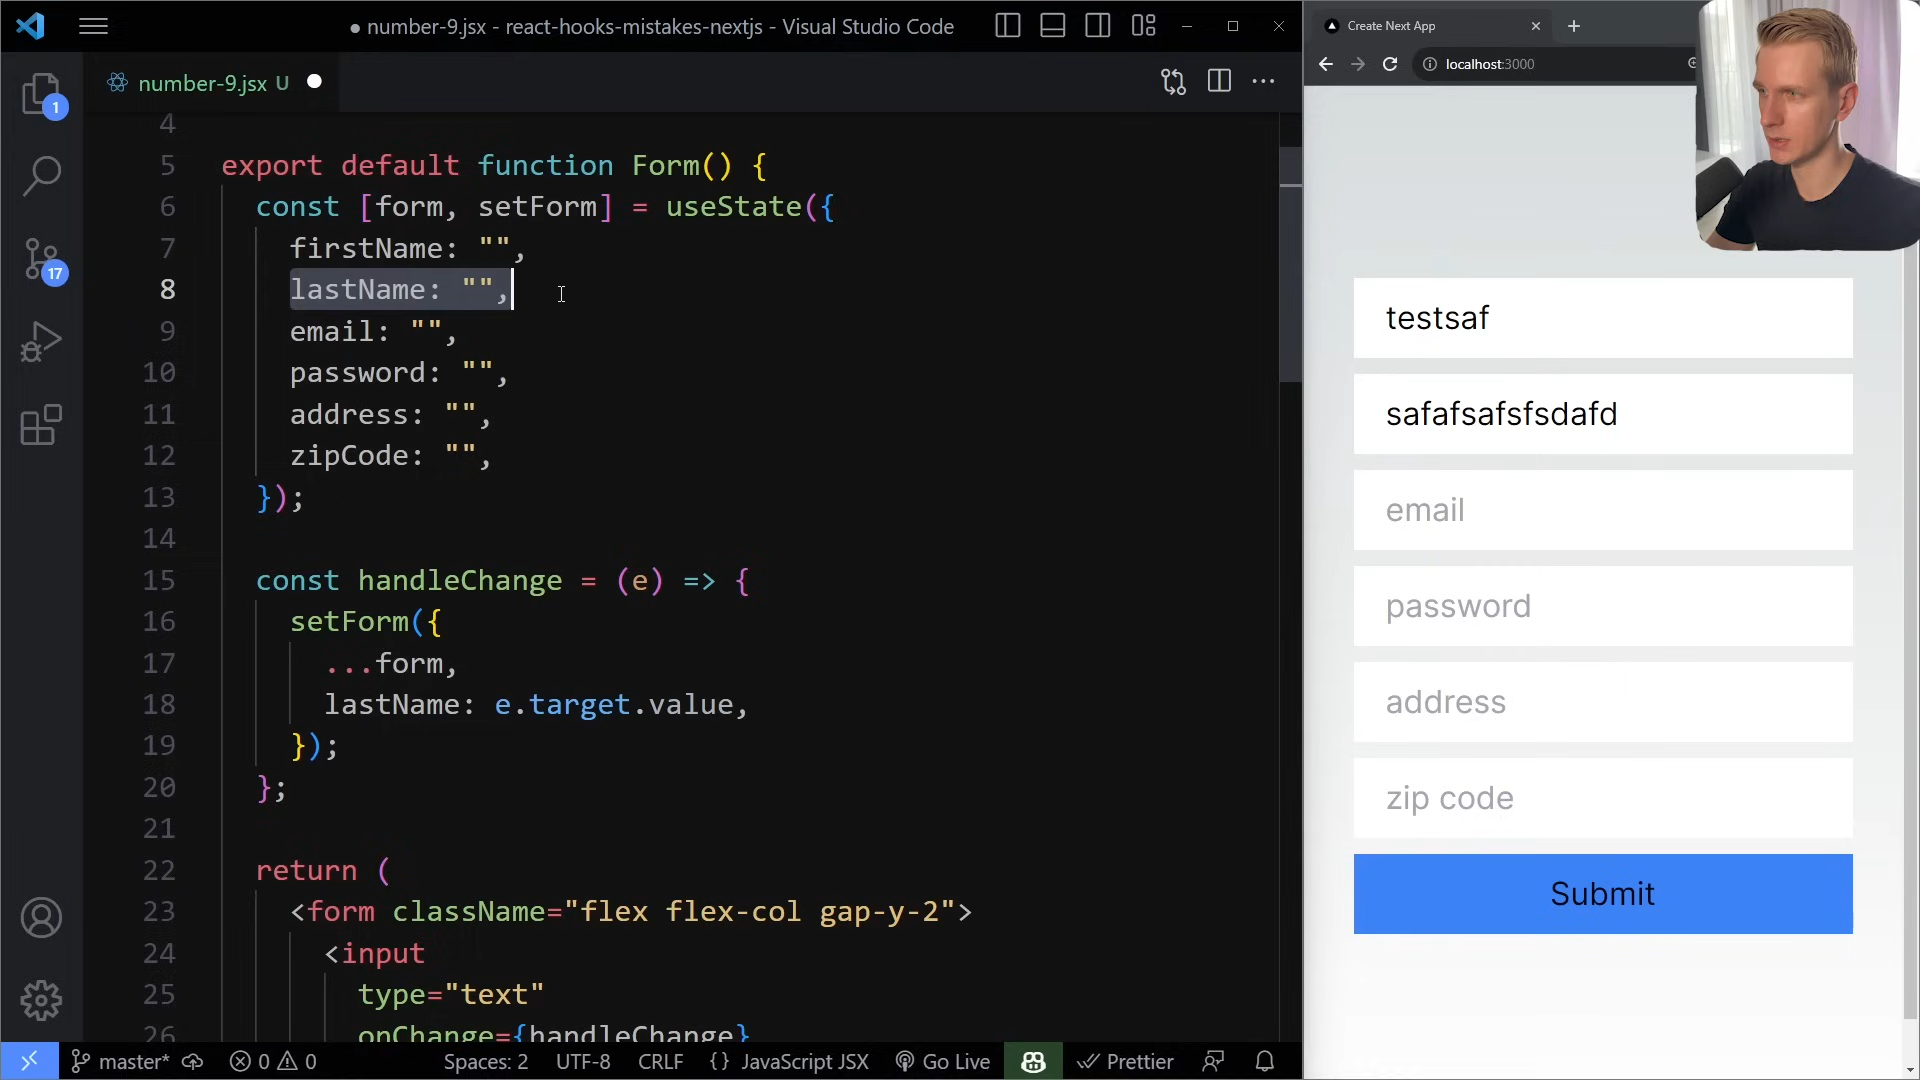 number-9.jsx - react-hooks-mistakes-nextjs - Visual Studio Code
number-9.jsx U
4
5 export default function Form() {
6 const [form, setForm] = useState({
7 firstName: "",
8 lastName: "",
9 email: "",
10 password: "",
11 address: "",
12 zipCode: "",
13 });
14
15 const handleChange = (e) => {
16 setForm({
17 ...form,
18 lastName: e.target.value,
19 });
20 };
21
22 return (
23 <form className="flex flex-col gap-y-2">
24 <input
25 type="text"
26 onChange={handleChange}
1
17
master* 0 0 Spaces: 2 UTF-8 CRLF {} JavaScript JSX Go Live Prettier
Create Next App
localhost:3000
testsaf
safafsafsfsdafd
email
password
address
zip code
Submit